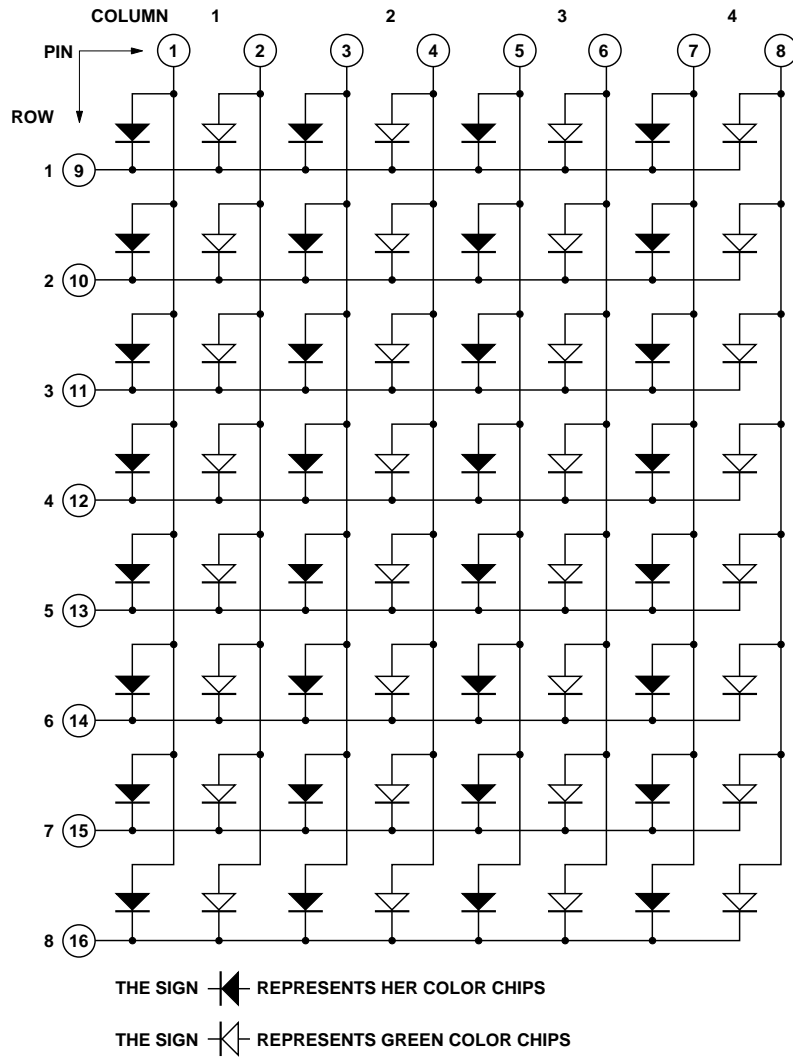 COLUMN 1 2 3 4
PIN 1 2 3 4 5 6 7 8
ROW
1 9
2 10
3 11
4 12
5 13
6 14
7 15
8 16
THE SIGN REPRESENTS HER COLOR CHIPS
THE SIGN REPRESENTS GREEN COLOR CHIPS